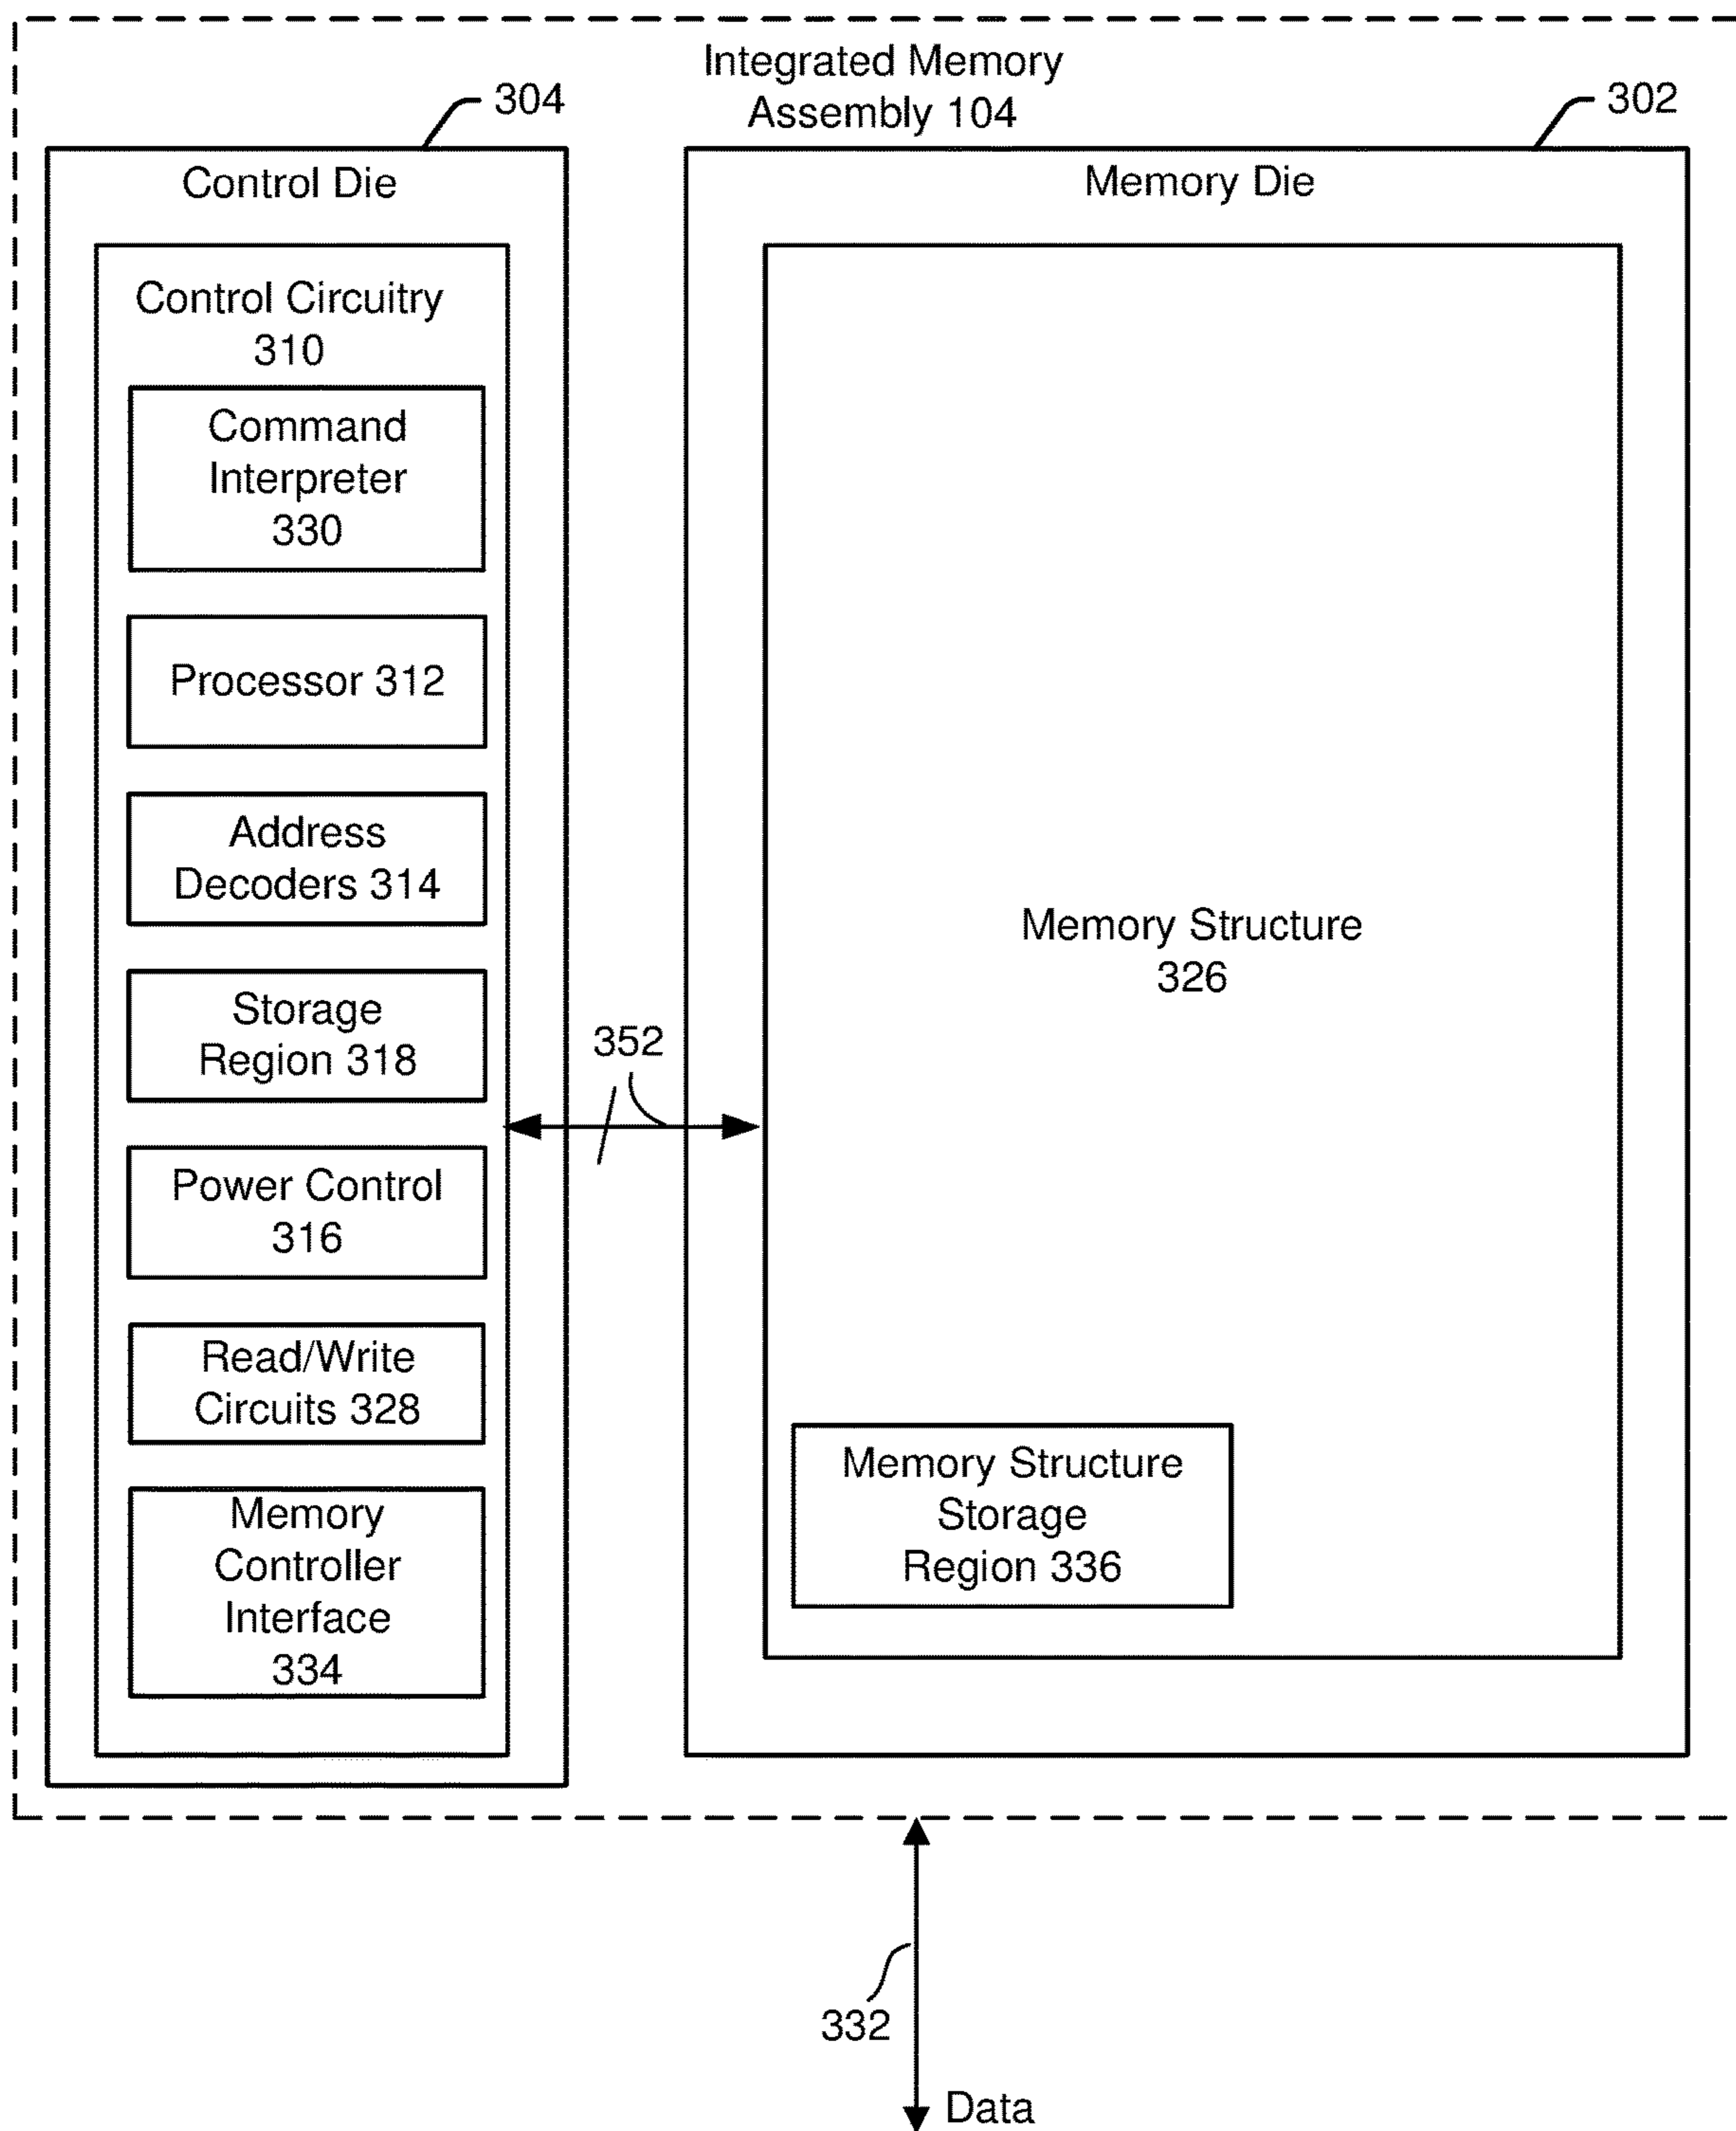 Integrated Memory
Assembly 104
304
302
Control Die
Memory Die
Control Circuitry
310
Command
Interpreter
330
Processor 312
Address
Decoders 314
Storage
Region 318
Power Control
316
Read/Write
Circuits 328
Memory
Controller
Interface
334
352
Memory Structure
326
Memory Structure
Storage
Region 336
332
Data